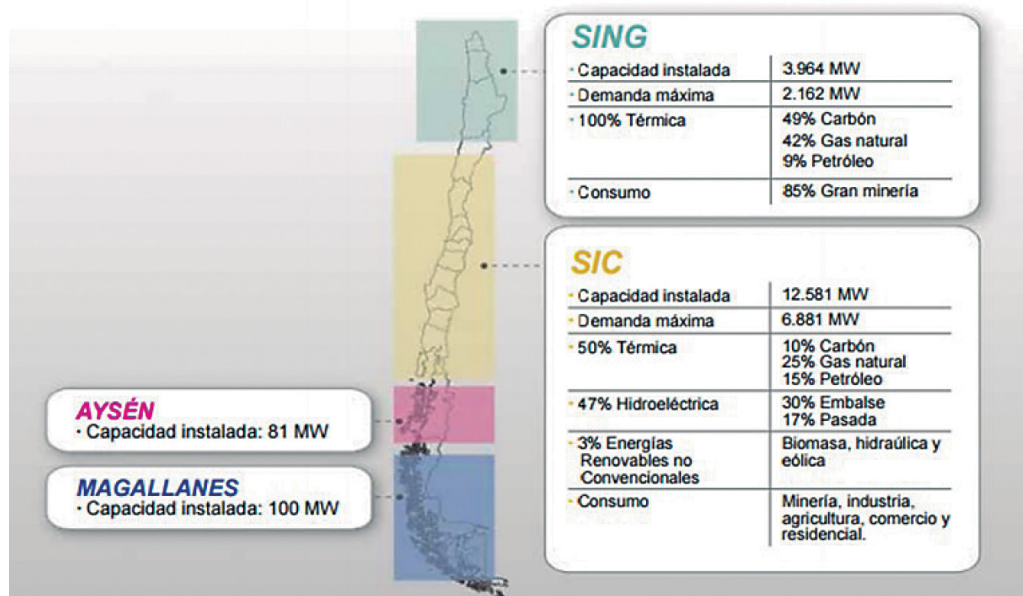 SING
· Capacidad instalada 3.964 MW
· Demanda máxima 2.162 MW
· 100% Térmica 49% Carbón
42% Gas natural
9% Petróleo
· Consumo 85% Gran minería
SIC
· Capacidad instalada 12.581 MW
· Demanda máxima 6.881 MW
· 50% Térmica 10% Carbón
25% Gas natural
15% Petróleo
· 47% Hidroeléctrica 30% Embalse
17% Pasada
· 3% Energías Biomasa, hidraúlica y
Renovables no eólica
Convencionales
· Consumo Minería, industria,
agricultura, comercio y
residencial.
AYSÉN
· Capacidad instalada: 81 MW
MAGALLANES
· Capacidad instalada: 100 MW